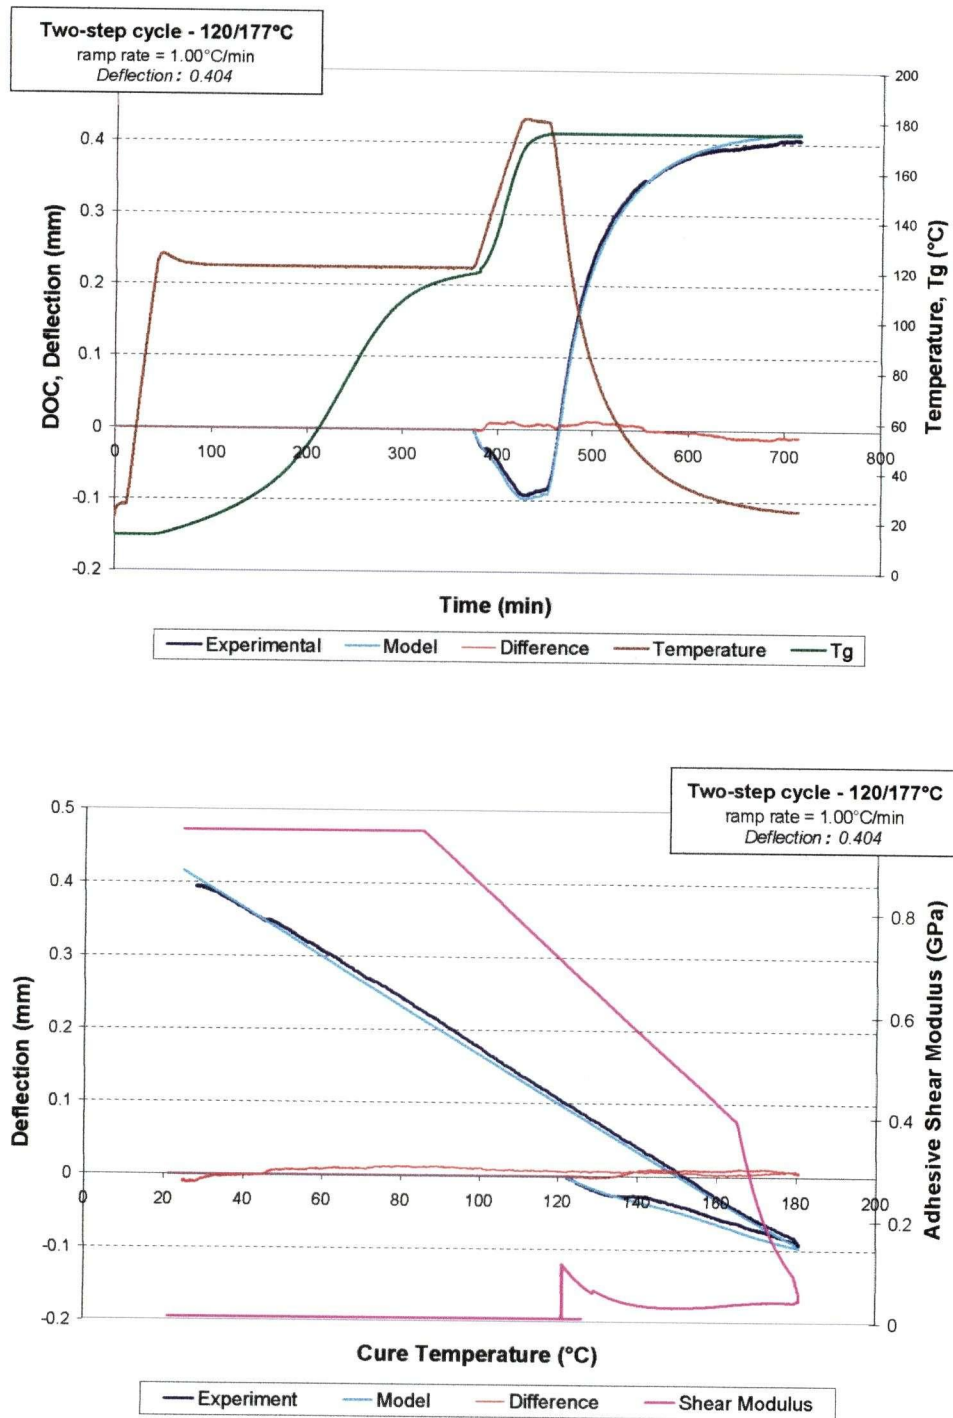 Two-step cycle - 120/177°C
ramp rate = 1.00°C/min
Deflection : 0.404
DOC, Deflection (mm)
0.4
0.3
0.2
0.1
0
-0.1
-0.2
0 100 200 300 400 500 600 700 800
200
180
160
140
120
100
80
60
40
20
0
Temperature, Tg (°C)
Time (min)
Experimental Model Difference Temperature Tg
Two-step cycle - 120/177°C
ramp rate = 1.00°C/min
Deflection : 0.404
Deflection (mm)
0.5
0.4
0.3
0.2
0.1
0
-0.1
-0.2
0 20 40 60 80 100 120 140 160 180 200
0.8
0.6
0.4
0.2
0
Adhesive Shear Modulus (GPa)
Cure Temperature (°C)
Experiment Model Difference Shear Modulus